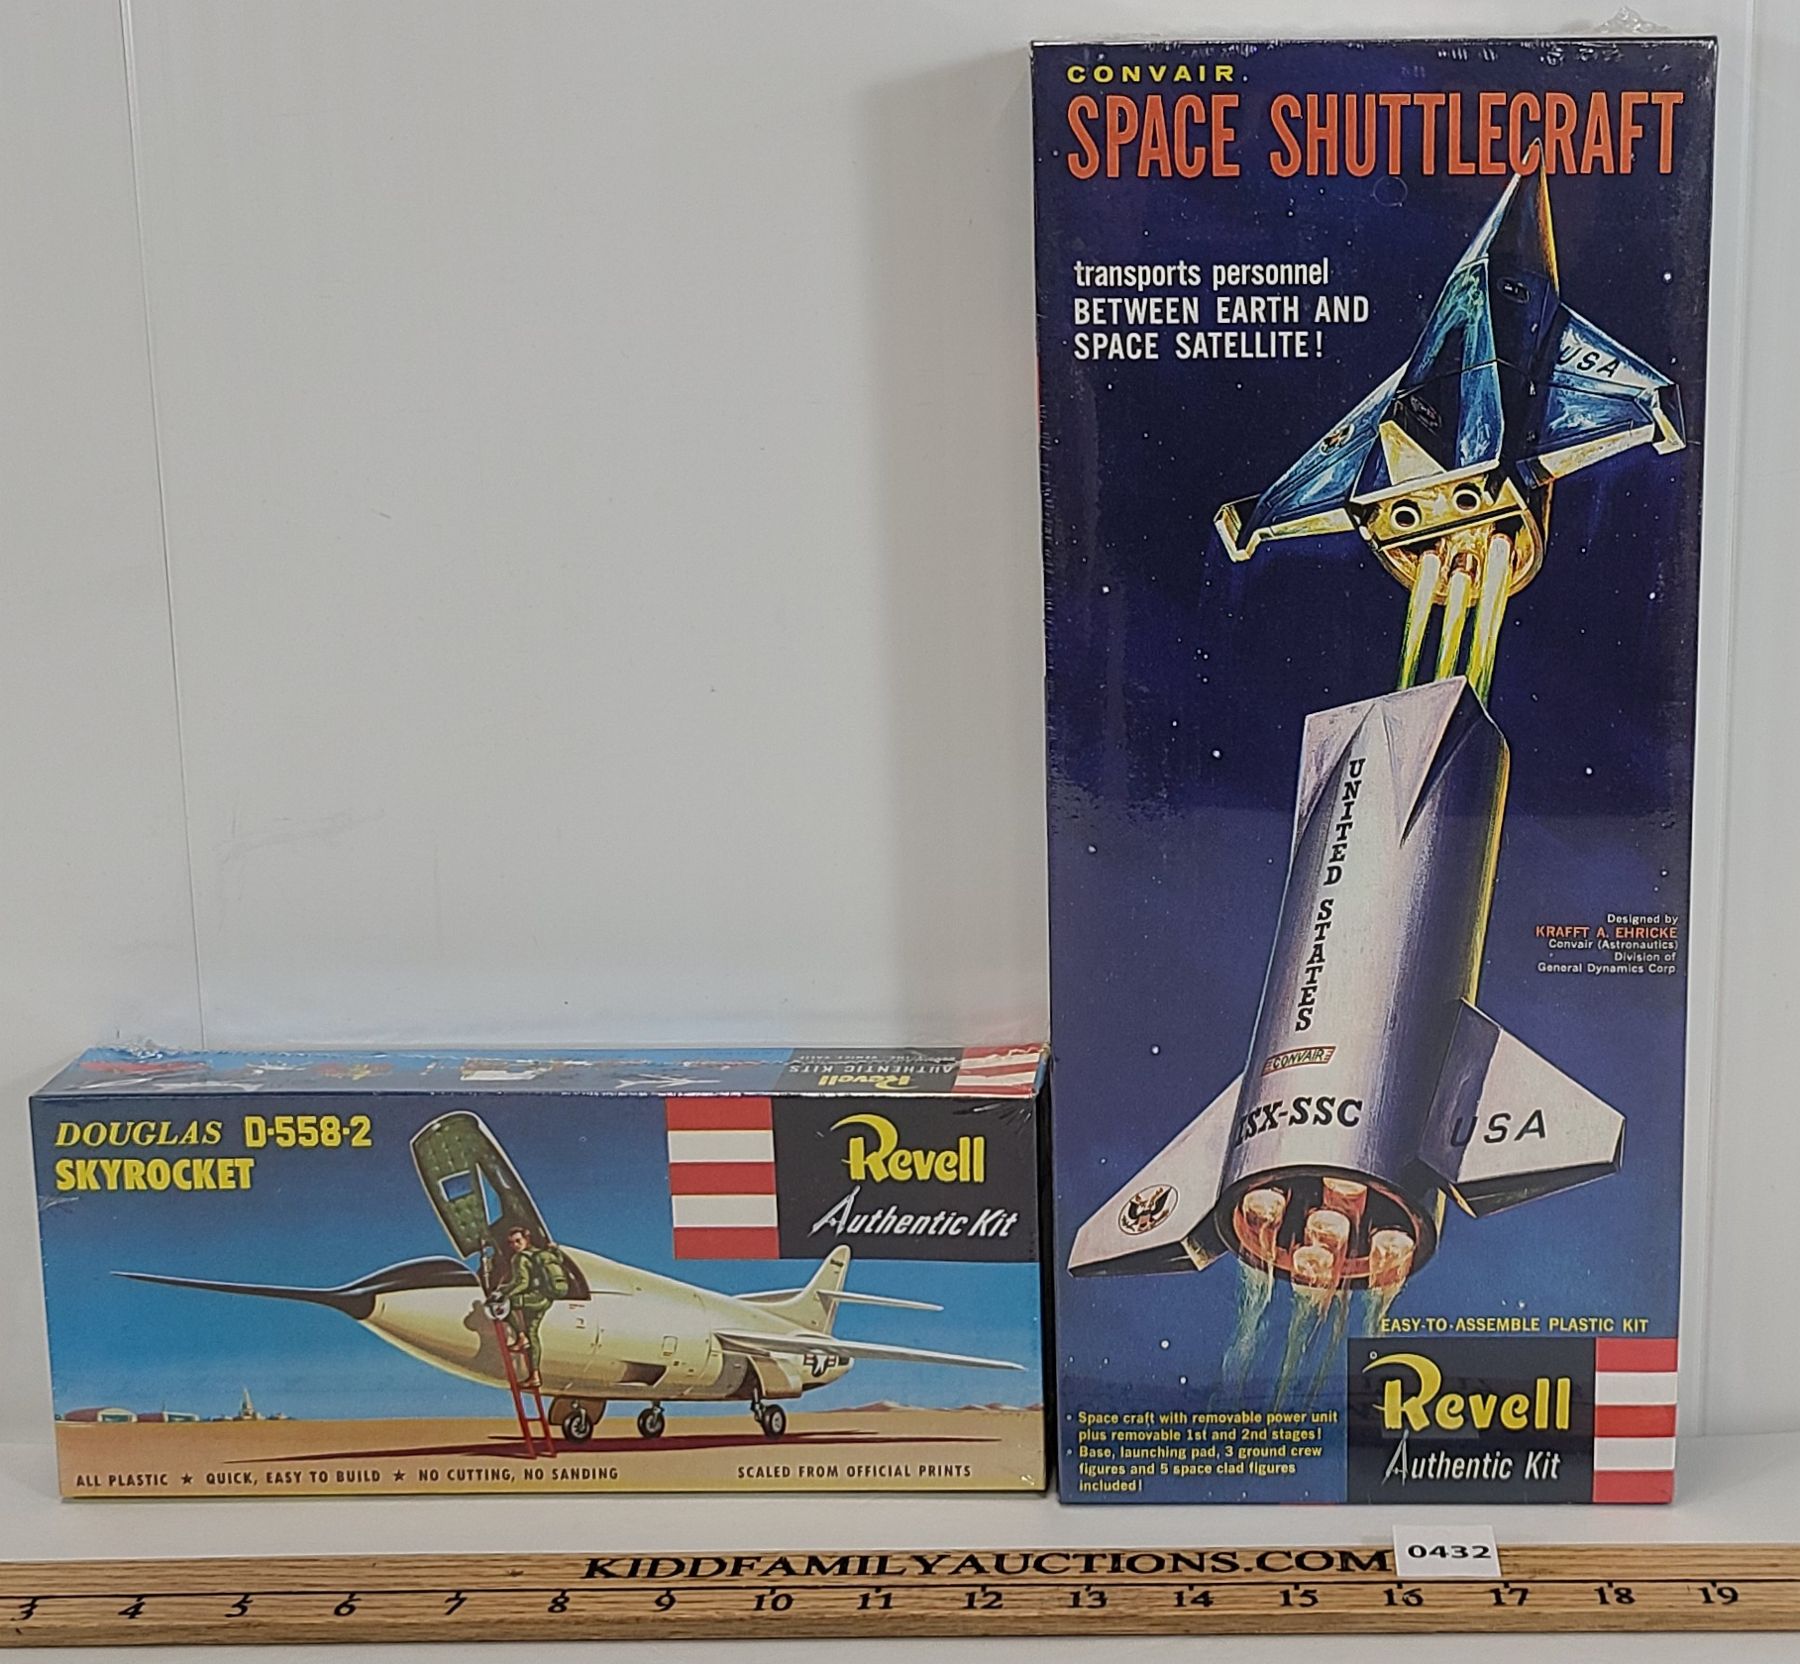 CONVAIR
SPACE SHUTTLECRAFT
transports personnel
BETWEEN EARTH AND
SPACE SATELLITE!
USA
UNITED STATES
CONVAIR
SX-SSC
USA
Designed by
KRAFFT A. EHRICKE
Convair (Astronautics)
Division of
General Dynamics Corp
EASY-TO-ASSEMBLE PLASTIC KIT
Revell
Authentic Kit
• Space craft with removable power unit
plus removable 1st and 2nd stages!
• Base, launching pad, 3 ground crew
figures and 5 space clad figures
included!
Revell
AUTHENTIC KITS
DOUGLAS D-558-2
SKYROCKET
Revell
Authentic Kit
ALL PLASTIC ★ QUICK, EASY TO BUILD ★ NO CUTTING, NO SANDING
SCALED FROM OFFICIAL PRINTS
KIDDFAMILYAUCTIONS.COM
0432
3 4 5 6 7 8 9 10 11 12 13 14 15 16 17 18 19